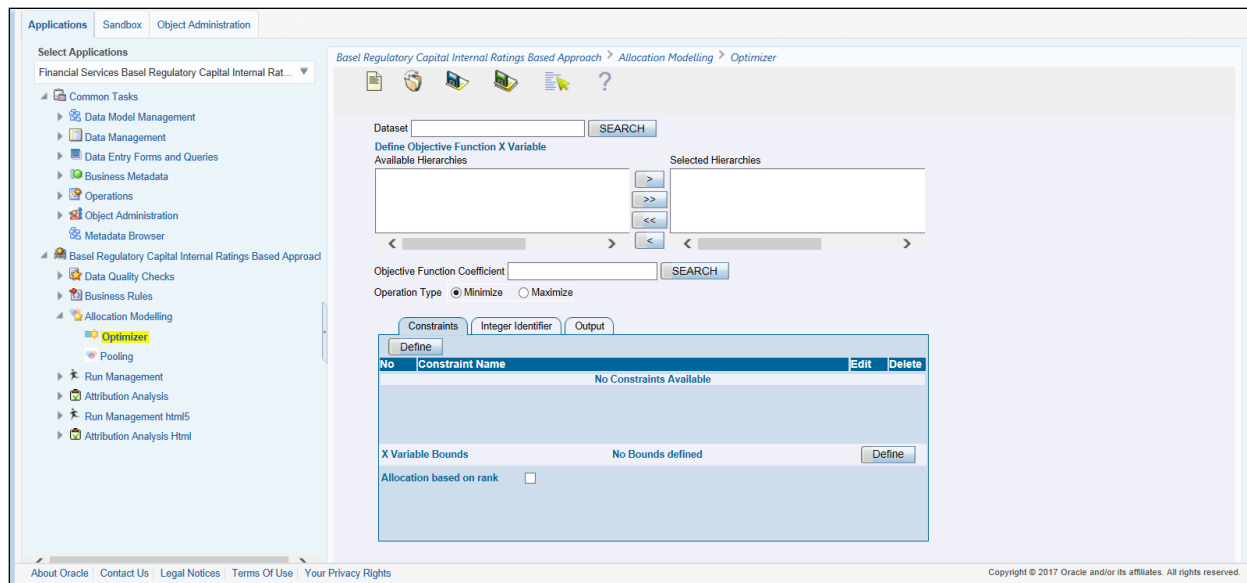 Applications Sandbox Object Administration
Select Applications
Financial Services Basel Regulatory Capital Internal Rat...
Common Tasks
Data Model Management
Data Management
Data Entry Forms and Queries
Business Metadata
Operations
Object Administration
Metadata Browser
Basel Regulatory Capital Internal Ratings Based Approacl
Data Quality Checks
Business Rules
Allocation Modelling
Optimizer
Pooling
Run Management
Attribution Analysis
Run Management html5
Attribution Analysis Html
Basel Regulatory Capital Internal Ratings Based Approach > Allocation Modelling > Optimizer
?
Dataset SEARCH
Define Objective Function X Variable
Available Hierarchies Selected Hierarchies
>
>>
<<
<
Objective Function Coefficient SEARCH
Operation Type Minimize Maximize
Constraints Integer Identifier Output
Define
No Constraint Name Edit Delete
No Constraints Available
X Variable Bounds No Bounds defined Define
Allocation based on rank
About Oracle Contact Us Legal Notices Terms Of Use Your Privacy Rights
Copyright © 2017 Oracle and/or its affiliates. All rights reserved.